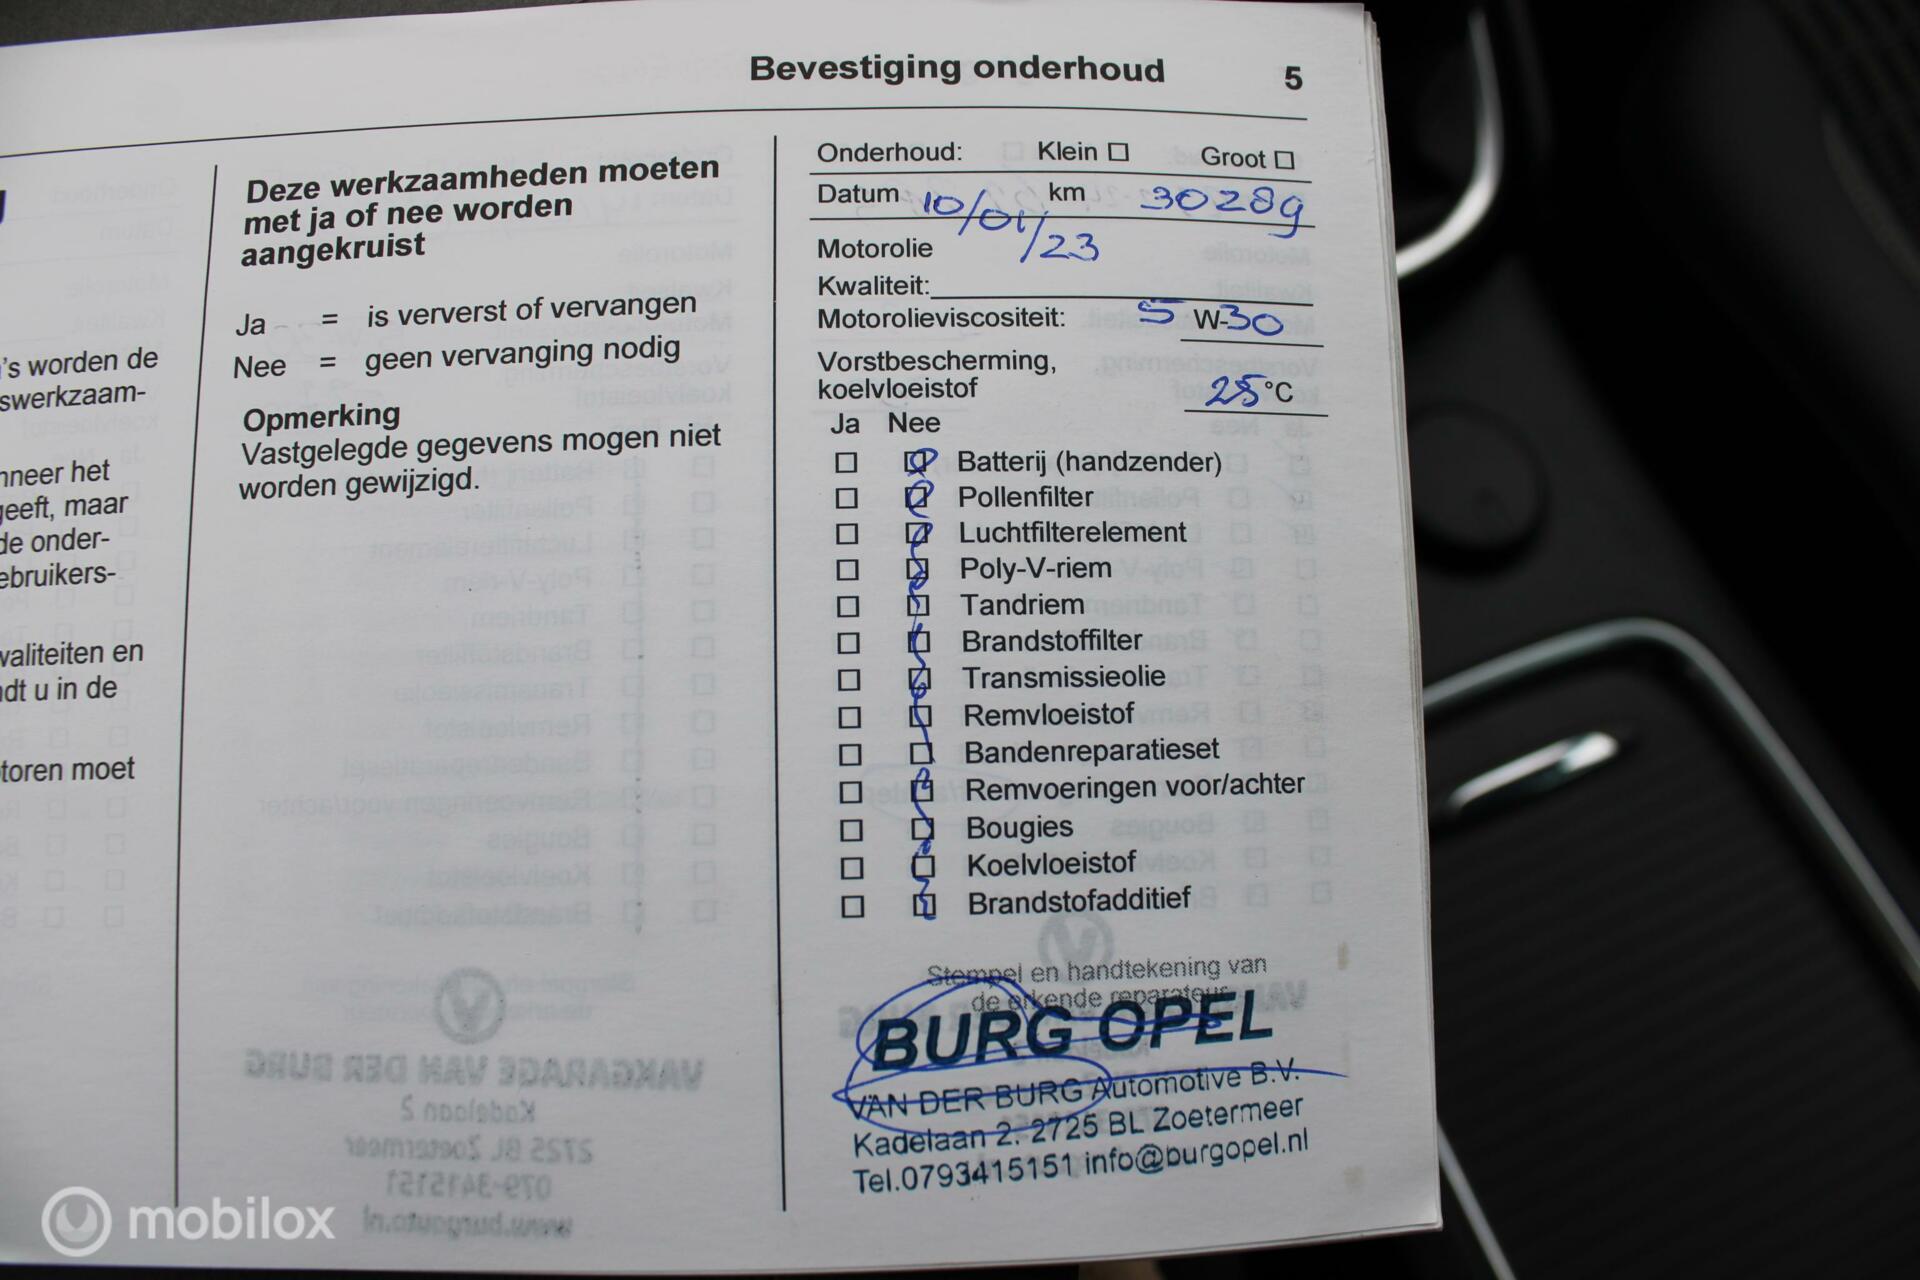 Bevestiging onderhoud 5
's worden de
swerkzaam-
nneer het
geeft, maar
de onder-
ebruikers-
waliteiten en
ndt u in de
toren moet
Deze werkzaamheden moeten
met ja of nee worden
aangekruist
Ja = is ververst of vervangen
Nee = geen vervanging nodig
Opmerking
Vastgelegde gegevens mogen niet
worden gewijzigd.
Onderhoud: Klein Groot
Datum 10/01/23 km 30289
Motorolie
Kwaliteit:
Motorolieviscositeit: 5 W-30
Vorstbescherming,
koelvloeistof 25 °C
Ja Nee
Batterij (handzender)
Pollenfilter
Luchtfilterelement
Poly-V-riem
Tandriem
Brandstoffilter
Transmissieolie
Remvloeistof
Bandenreparatieset
Remvoeringen voor/achter
Bougies
Koelvloeistof
Brandstofadditief
Stempel en handtekening van
de erkende reparateur
BURG OPEL
VAN DER BURG Automotive B.V.
Kadelaan 2. 2725 BL Zoetermeer
Tel.0793415151 info@burgopel.nl
mobilox